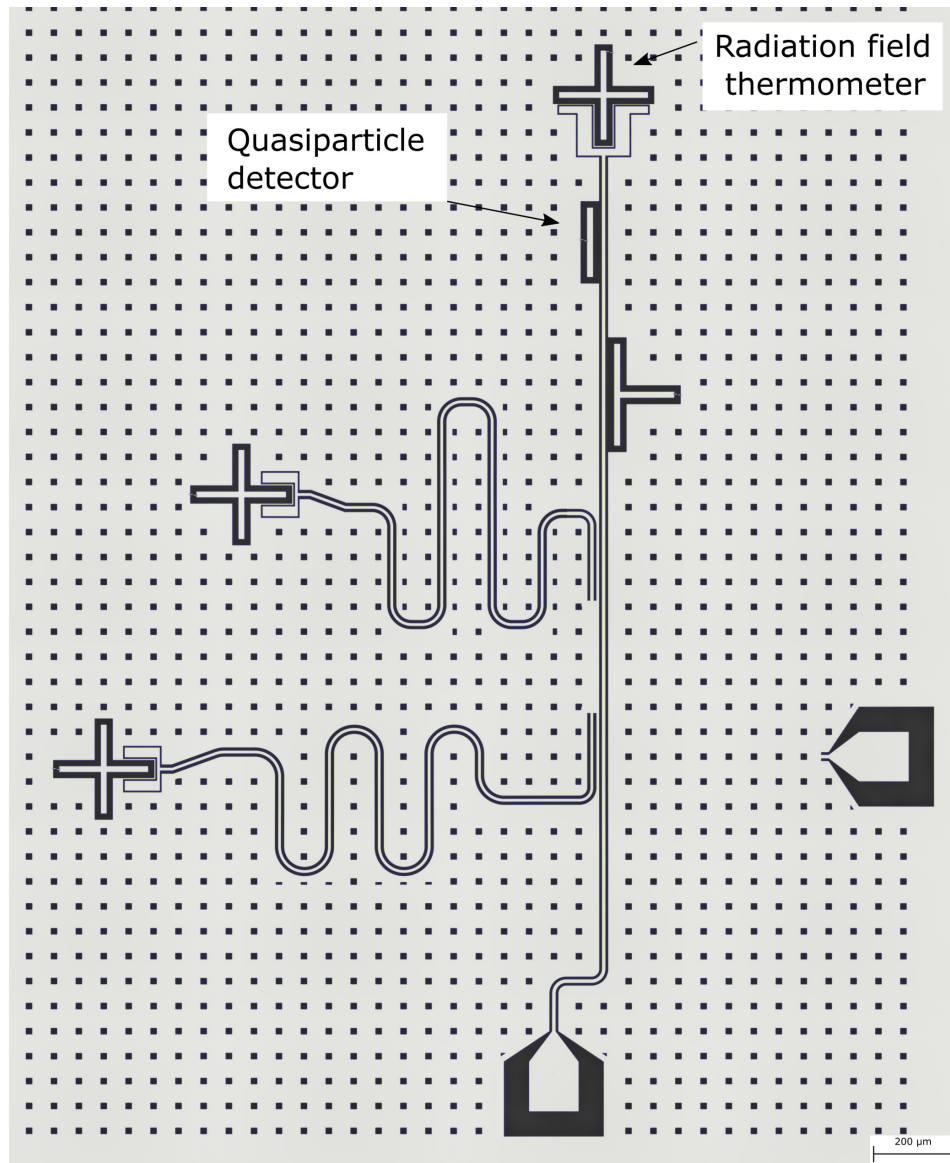 Radiation field
thermometer
Quasiparticle
detector
200 µm